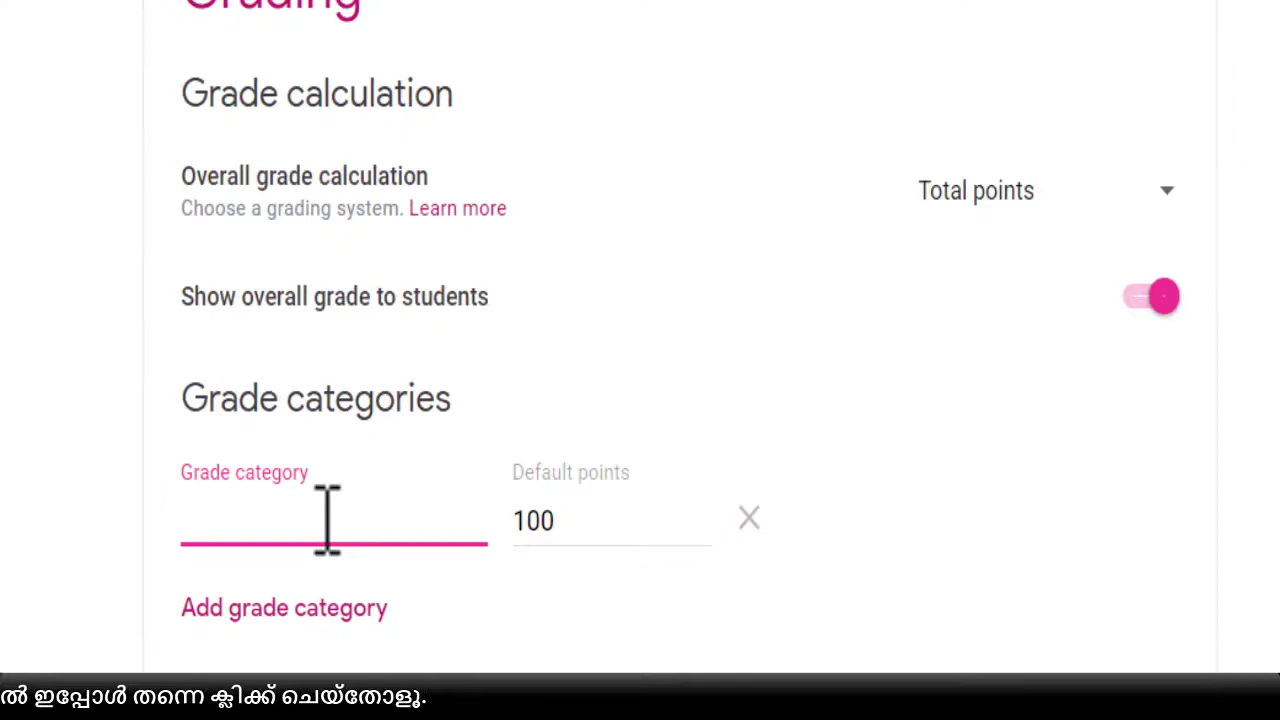 Grading
Grade calculation
Overall grade calculation
Choose a grading system. Learn more
Total points
Show overall grade to students
Grade categories
Grade category
Default points
100
Add grade category
ൽ ഇപ്പോൾ തന്നെ ക്ലിക്ക് ചെയ്തോളൂ.